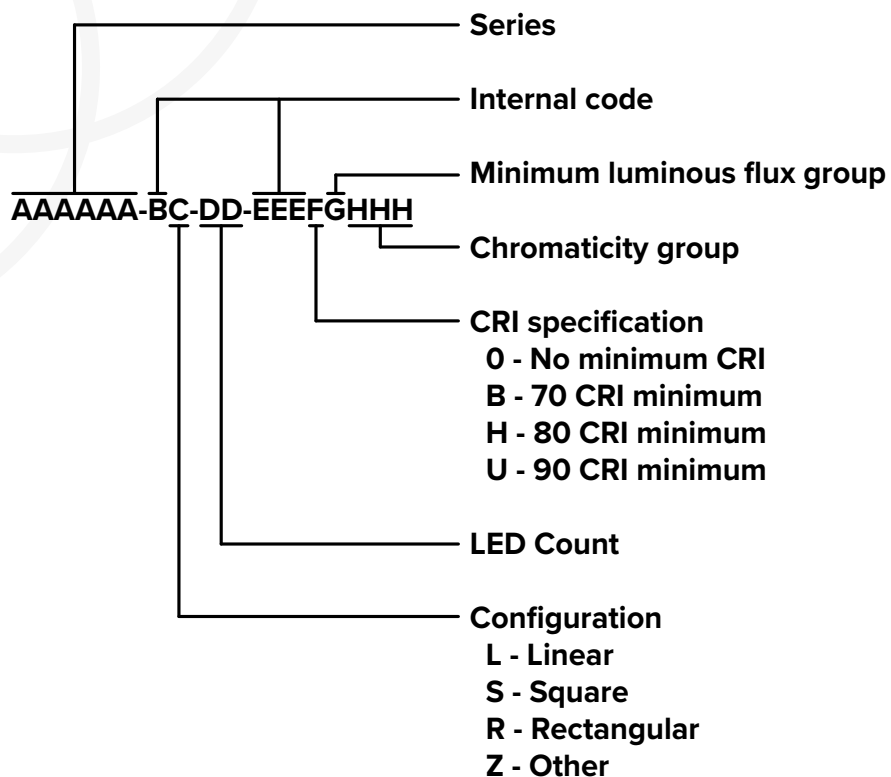 Series
Internal code
Minimum luminous flux group
AAAAAA-BC-DD-EEEFGHHH
Chromaticity group
CRI specification
0 - No minimum CRI
B - 70 CRI minimum
H - 80 CRI minimum
U - 90 CRI minimum
LED Count
Configuration
L - Linear
S - Square
R - Rectangular
Z - Other